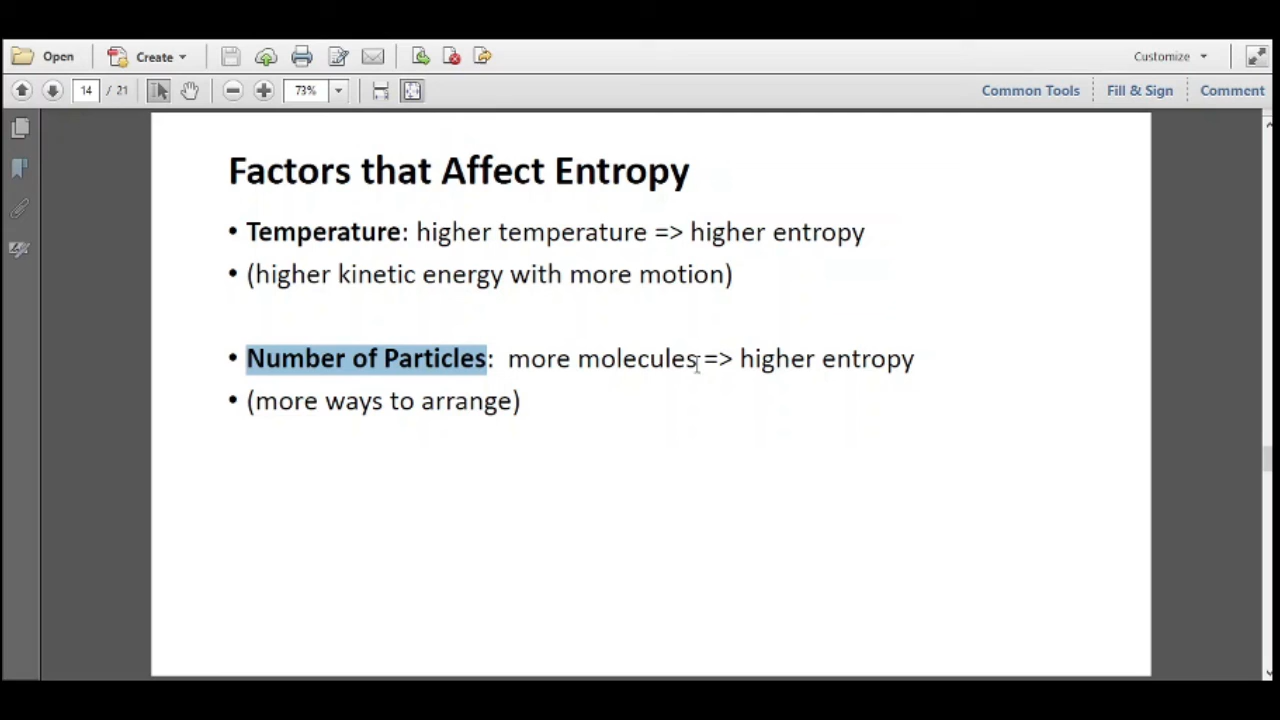 Open Create Customize
14 / 21 73% Common Tools Fill & Sign Comment
Factors that Affect Entropy
• Temperature: higher temperature => higher entropy
• (higher kinetic energy with more motion)
• Number of Particles: more molecules => higher entropy
• (more ways to arrange)